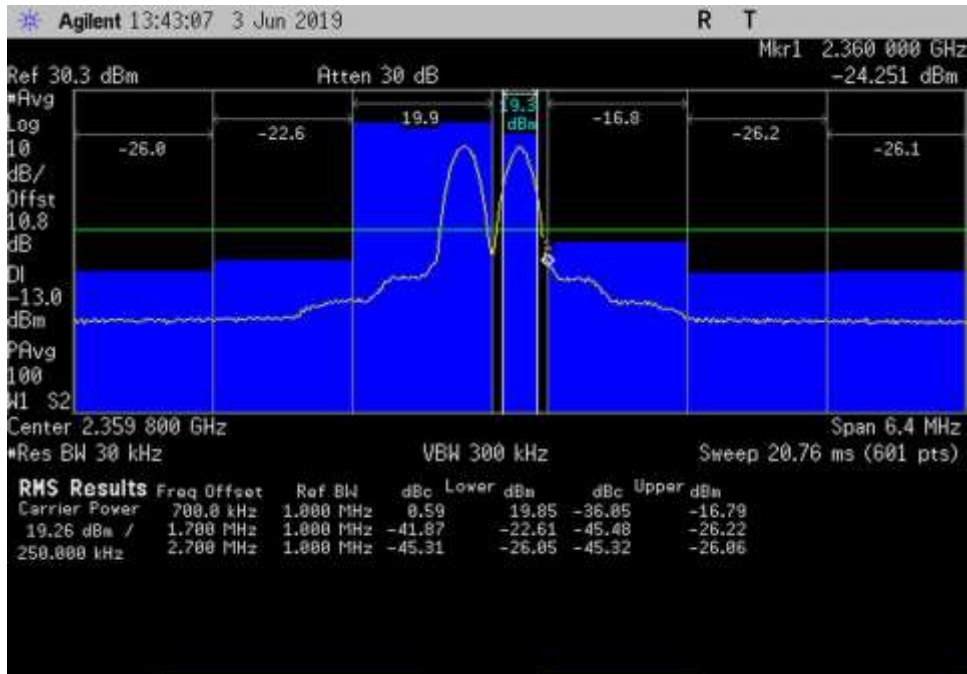 Agilent 13:43:07 3 Jun 2019 R T
Mkr1 2.360 000 GHz
Ref 30.3 dBm Atten 30 dB -24.251 dBm
#Avg
Log
10
dB/
Offst
10.8
dB
DI
-13.0
dBm
PAvg
100
W1 S2
-26.0 -22.6 19.9 19.3 dBm -16.8 -26.2 -26.1
Center 2.359 800 GHz Span 6.4 MHz
#Res BW 30 kHz VBW 300 kHz Sweep 20.76 ms (601 pts)
RMS Results Freq Offset Ref BW dBc Lower dBm dBc Upper dBm
Carrier Power 700.0 kHz 1.000 MHz 0.59 19.85 -36.05 -16.79
19.26 dBm / 1.700 MHz 1.000 MHz -41.87 -22.61 -45.48 -26.22
250.000 kHz 2.700 MHz 1.000 MHz -45.31 -26.05 -45.32 -26.06